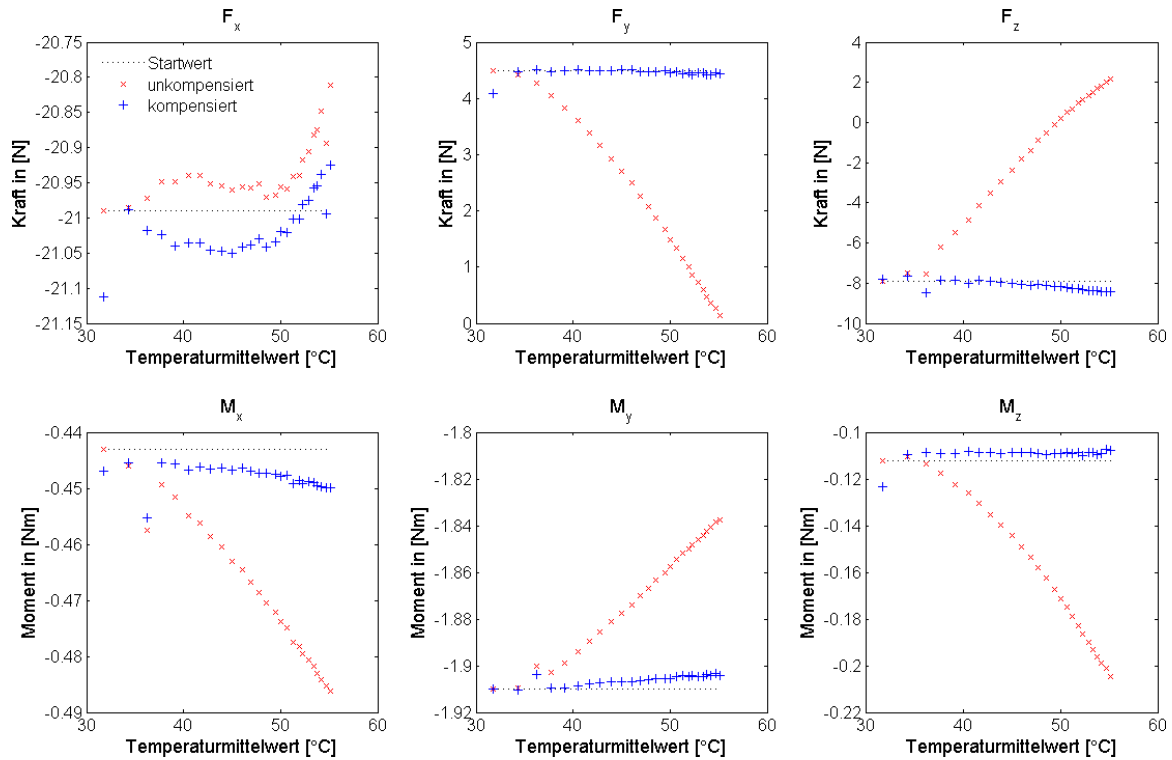 F_x
-20.75
-20.8
-20.85
-20.9
-20.95
-21
-21.05
-21.1
-21.15
Kraft in [N]
Startwert
unkompensiert
kompensiert
30 40 50 60
Temperaturmittelwert [°C]
F_y
5
4
3
2
1
0
Kraft in [N]
30 40 50 60
Temperaturmittelwert [°C]
F_z
4
2
0
-2
-4
-6
-8
-10
Kraft in [N]
30 40 50 60
Temperaturmittelwert [°C]
M_x
-0.44
-0.45
-0.46
-0.47
-0.48
-0.49
Moment in [Nm]
30 40 50 60
Temperaturmittelwert [°C]
M_y
-1.8
-1.82
-1.84
-1.86
-1.88
-1.9
-1.92
Moment in [Nm]
30 40 50 60
Temperaturmittelwert [°C]
M_z
-0.1
-0.12
-0.14
-0.16
-0.18
-0.2
-0.22
Moment in [Nm]
30 40 50 60
Temperaturmittelwert [°C]